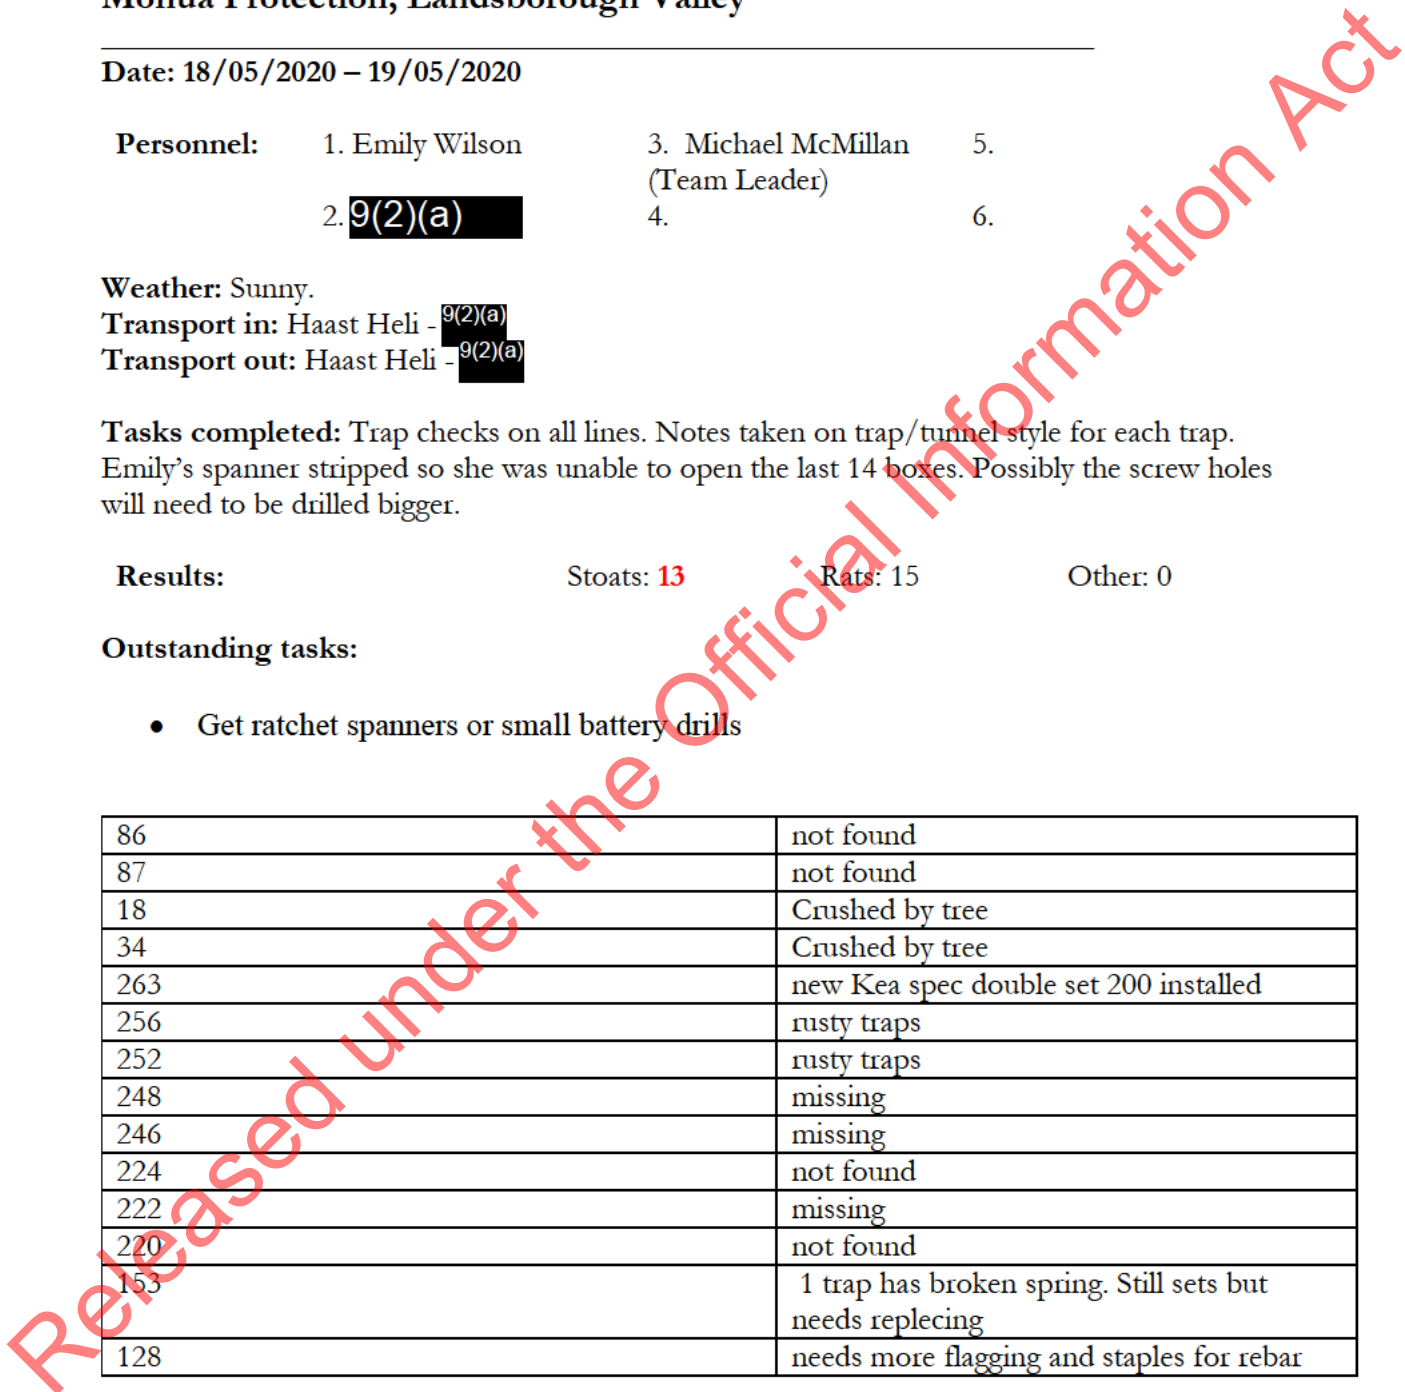 Mohua Protection, Landsborough Valley
Date: 18/05/2020 – 19/05/2020
Personnel: 1. Emily Wilson 3. Michael McMillan 5.
(Team Leader)
2. 9(2)(a) 4. 6.
Weather: Sunny.
Transport in: Haast Heli - 9(2)(a)
Transport out: Haast Heli - 9(2)(a)
Tasks completed: Trap checks on all lines. Notes taken on trap/tunnel style for each trap.
Emily's spanner stripped so she was unable to open the last 14 boxes. Possibly the screw holes
will need to be drilled bigger.
Results: Stoats: 13 Rats: 15 Other: 0
Outstanding tasks:
• Get ratchet spanners or small battery drills
86 not found
87 not found
18 Crushed by tree
34 Crushed by tree
263 new Kea spec double set 200 installed
256 rusty traps
252 rusty traps
248 missing
246 missing
224 not found
222 missing
220 not found
153 1 trap has broken spring. Still sets but
needs replecing
128 needs more flagging and staples for rebar
Released under the Official Information Act